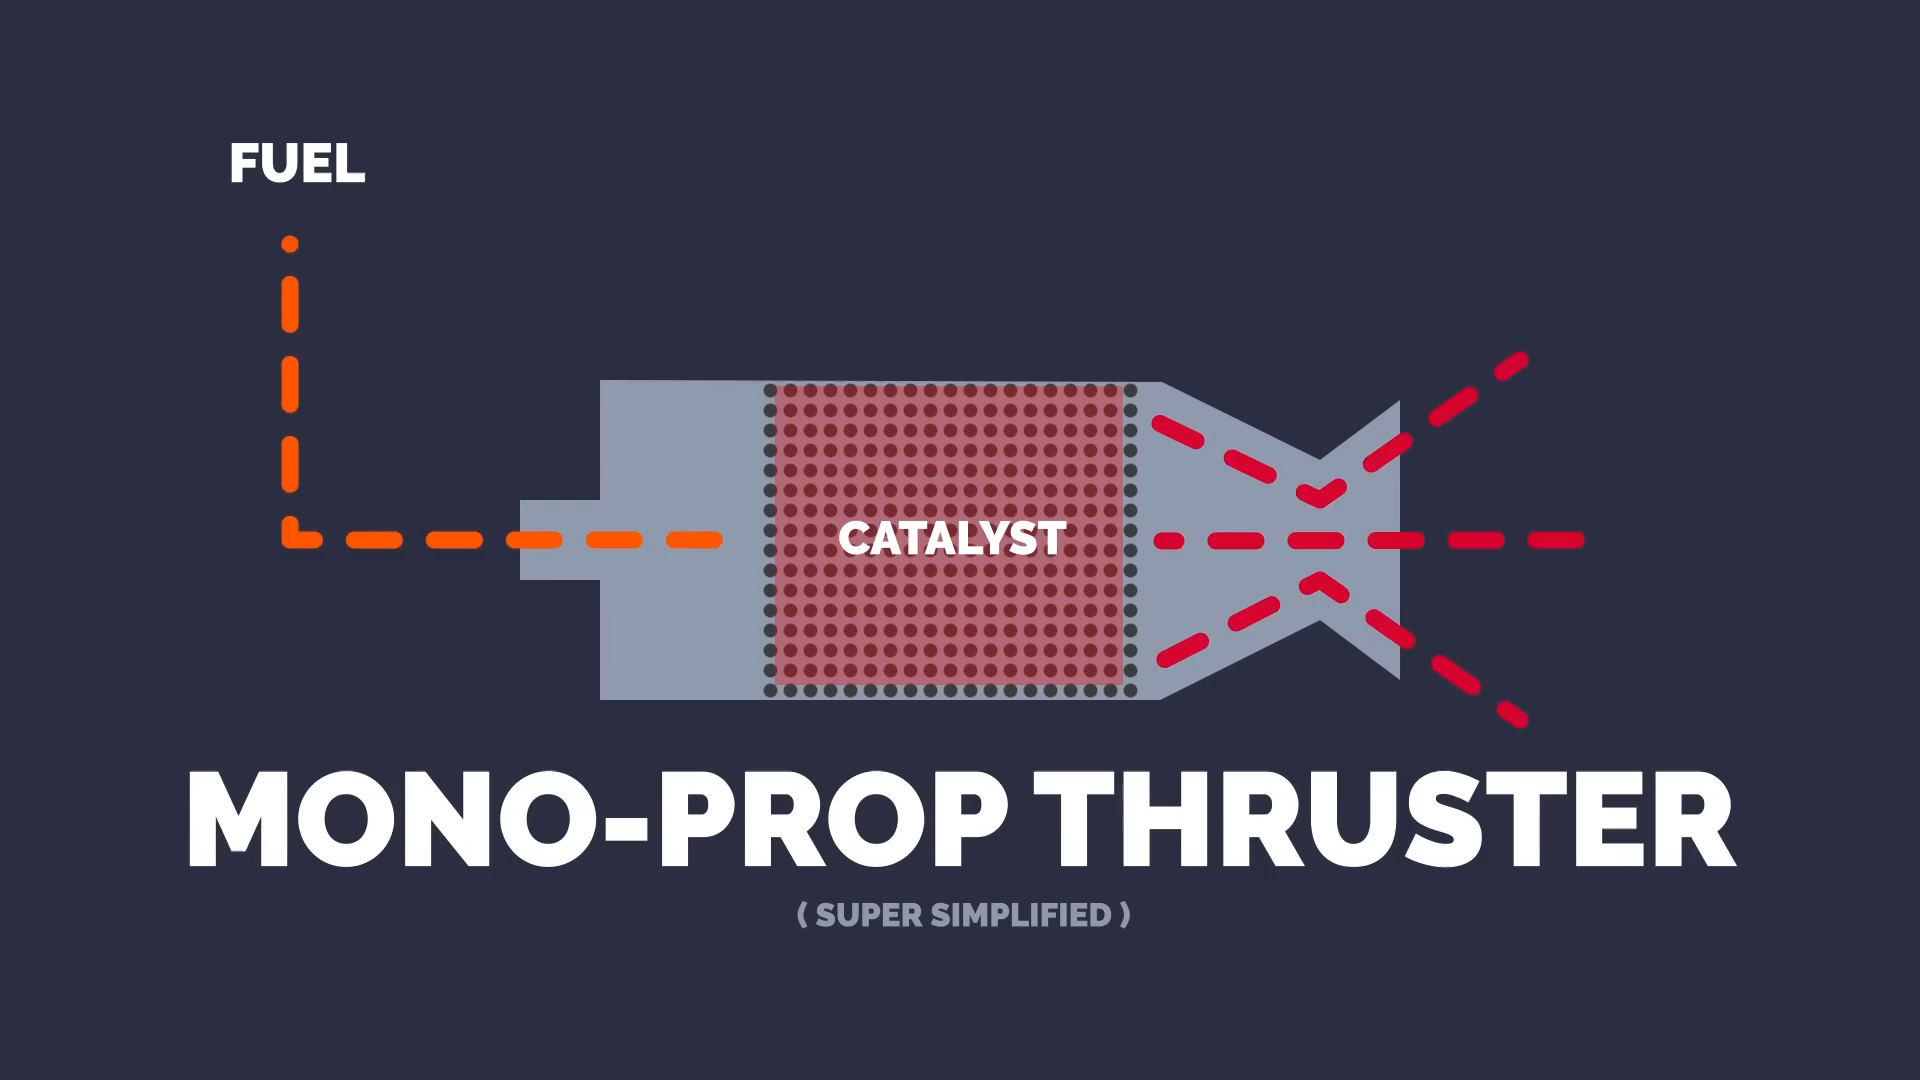 FUEL
CATALYST
MONO-PROP THRUSTER
( SUPER SIMPLIFIED )